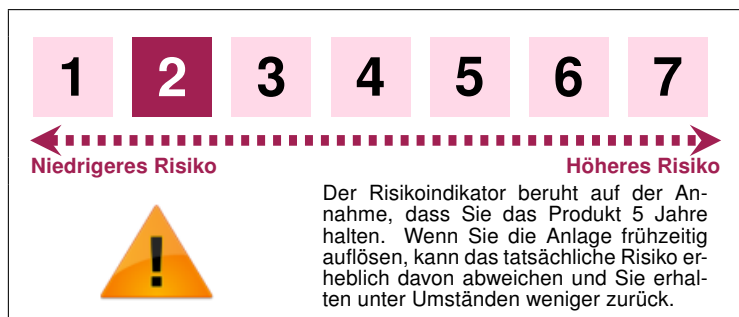 1 2 3 4 5 6 7
Niedrigeres Risiko Höheres Risiko
Der Risikoindikator beruht auf der An-
nahme, dass Sie das Produkt 5 Jahre
halten. Wenn Sie die Anlage frühzeitig
auflösen, kann das tatsächliche Risiko er-
heblich davon abweichen und Sie erhal-
ten unter Umständen weniger zurück.